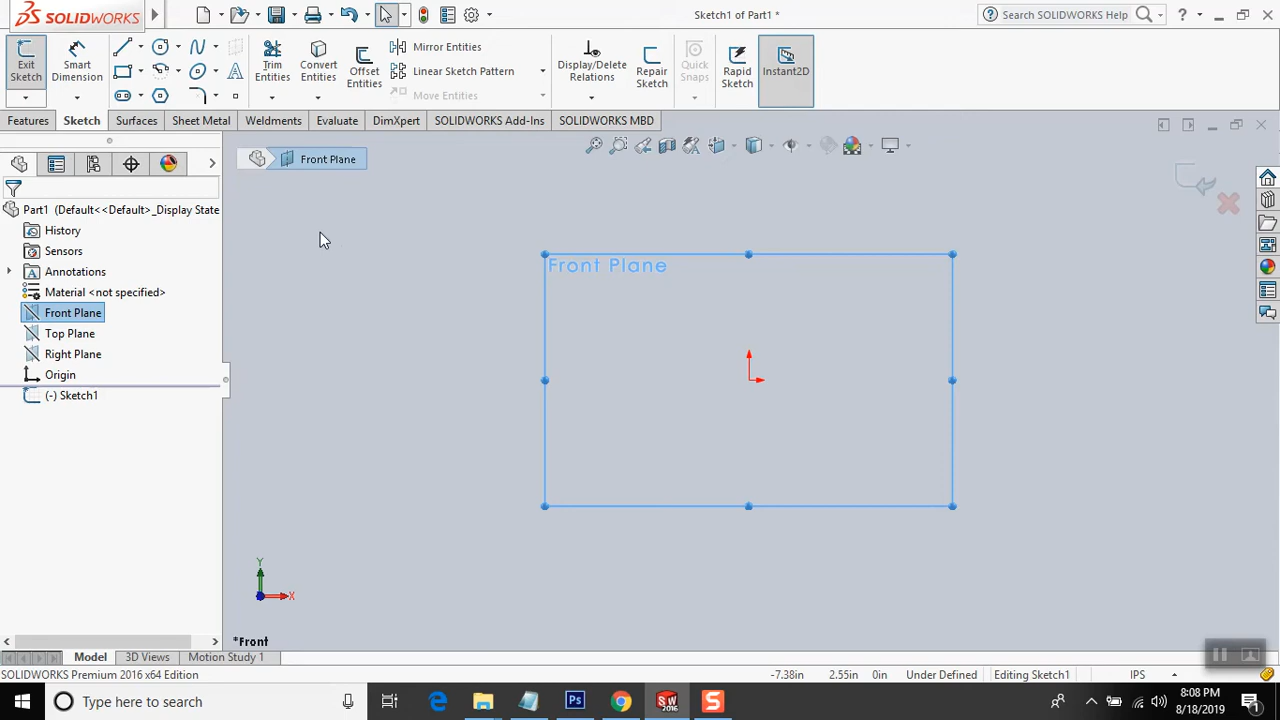 SOLIDWORKS
Sketch1 of Part1 *
Search SOLIDWORKS Help
Exit Sketch
Smart Dimension
Trim Entities
Convert Entities
Offset Entities
Mirror Entities
Linear Sketch Pattern
Move Entities
Display/Delete Relations
Repair Sketch
Quick Snaps
Rapid Sketch
Instant2D
Features
Sketch
Surfaces
Sheet Metal
Weldments
Evaluate
DimXpert
SOLIDWORKS Add-Ins
SOLIDWORKS MBD
Front Plane
Part1 (Default<<Default>_Display State
History
Sensors
Annotations
Material <not specified>
Front Plane
Top Plane
Right Plane
Origin
(-) Sketch1
Front Plane
Y
X
*Front
Model
3D Views
Motion Study 1
SOLIDWORKS Premium 2016 x64 Edition
-7.38in
2.55in
0in
Under Defined
Editing Sketch1
IPS
Type here to search
Ps
SW
2016
S
8:08 PM
8/18/2019
1